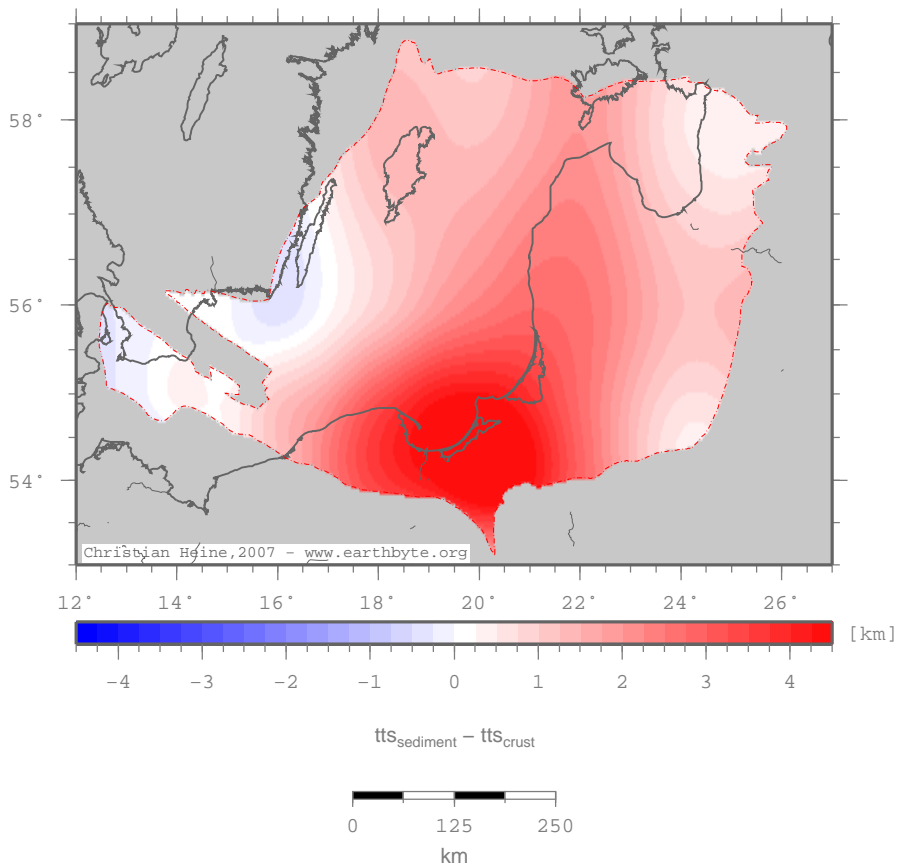 58°
56°
54°
Christian Heine,2007 – www.earthbyte.org
12° 14° 16° 18° 20° 22° 24° 26°
[km]
−4 −3 −2 −1 0 1 2 3 4
tts_sediment – tts_crust
0 125 250
km